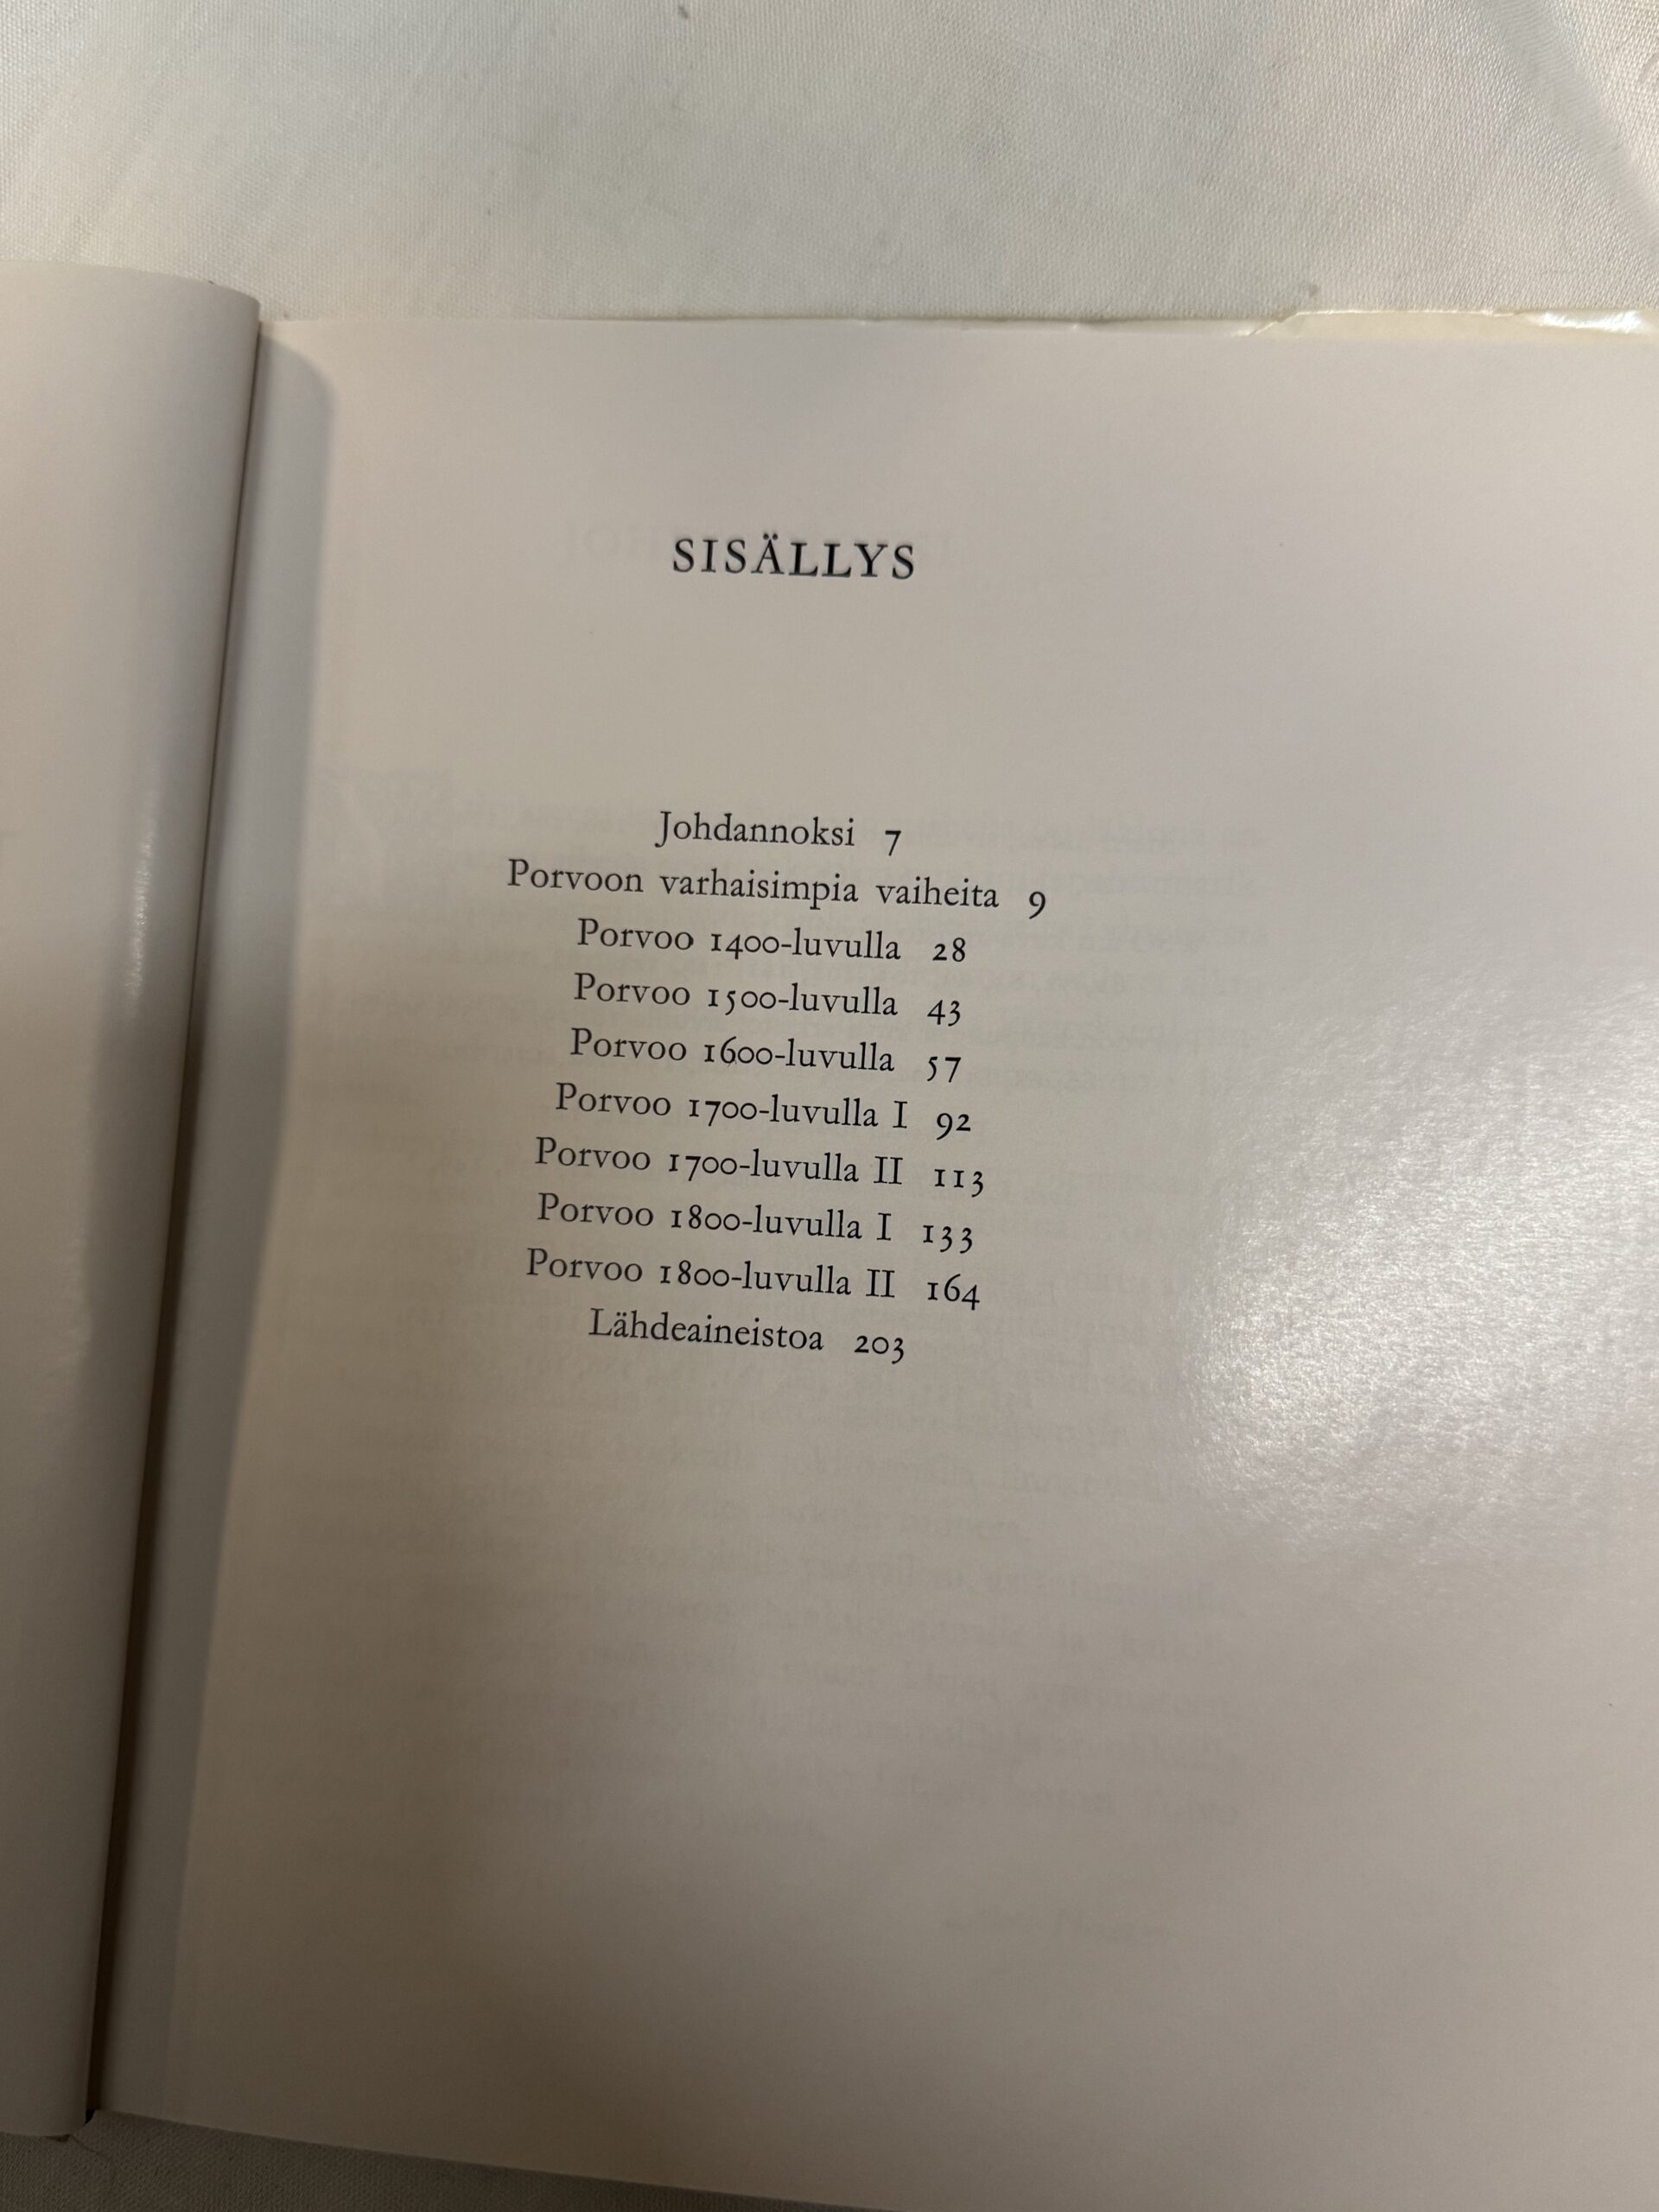 SISÄLLYS
Johdannoksi 7
Porvoon varhaisimpia vaiheita 9
Porvoo 1400-luvulla 28
Porvoo 1500-luvulla 43
Porvoo 1600-luvulla 57
Porvoo 1700-luvulla I 92
Porvoo 1700-luvulla II 113
Porvoo 1800-luvulla I 133
Porvoo 1800-luvulla II 164
Lähdeaineistoa 203